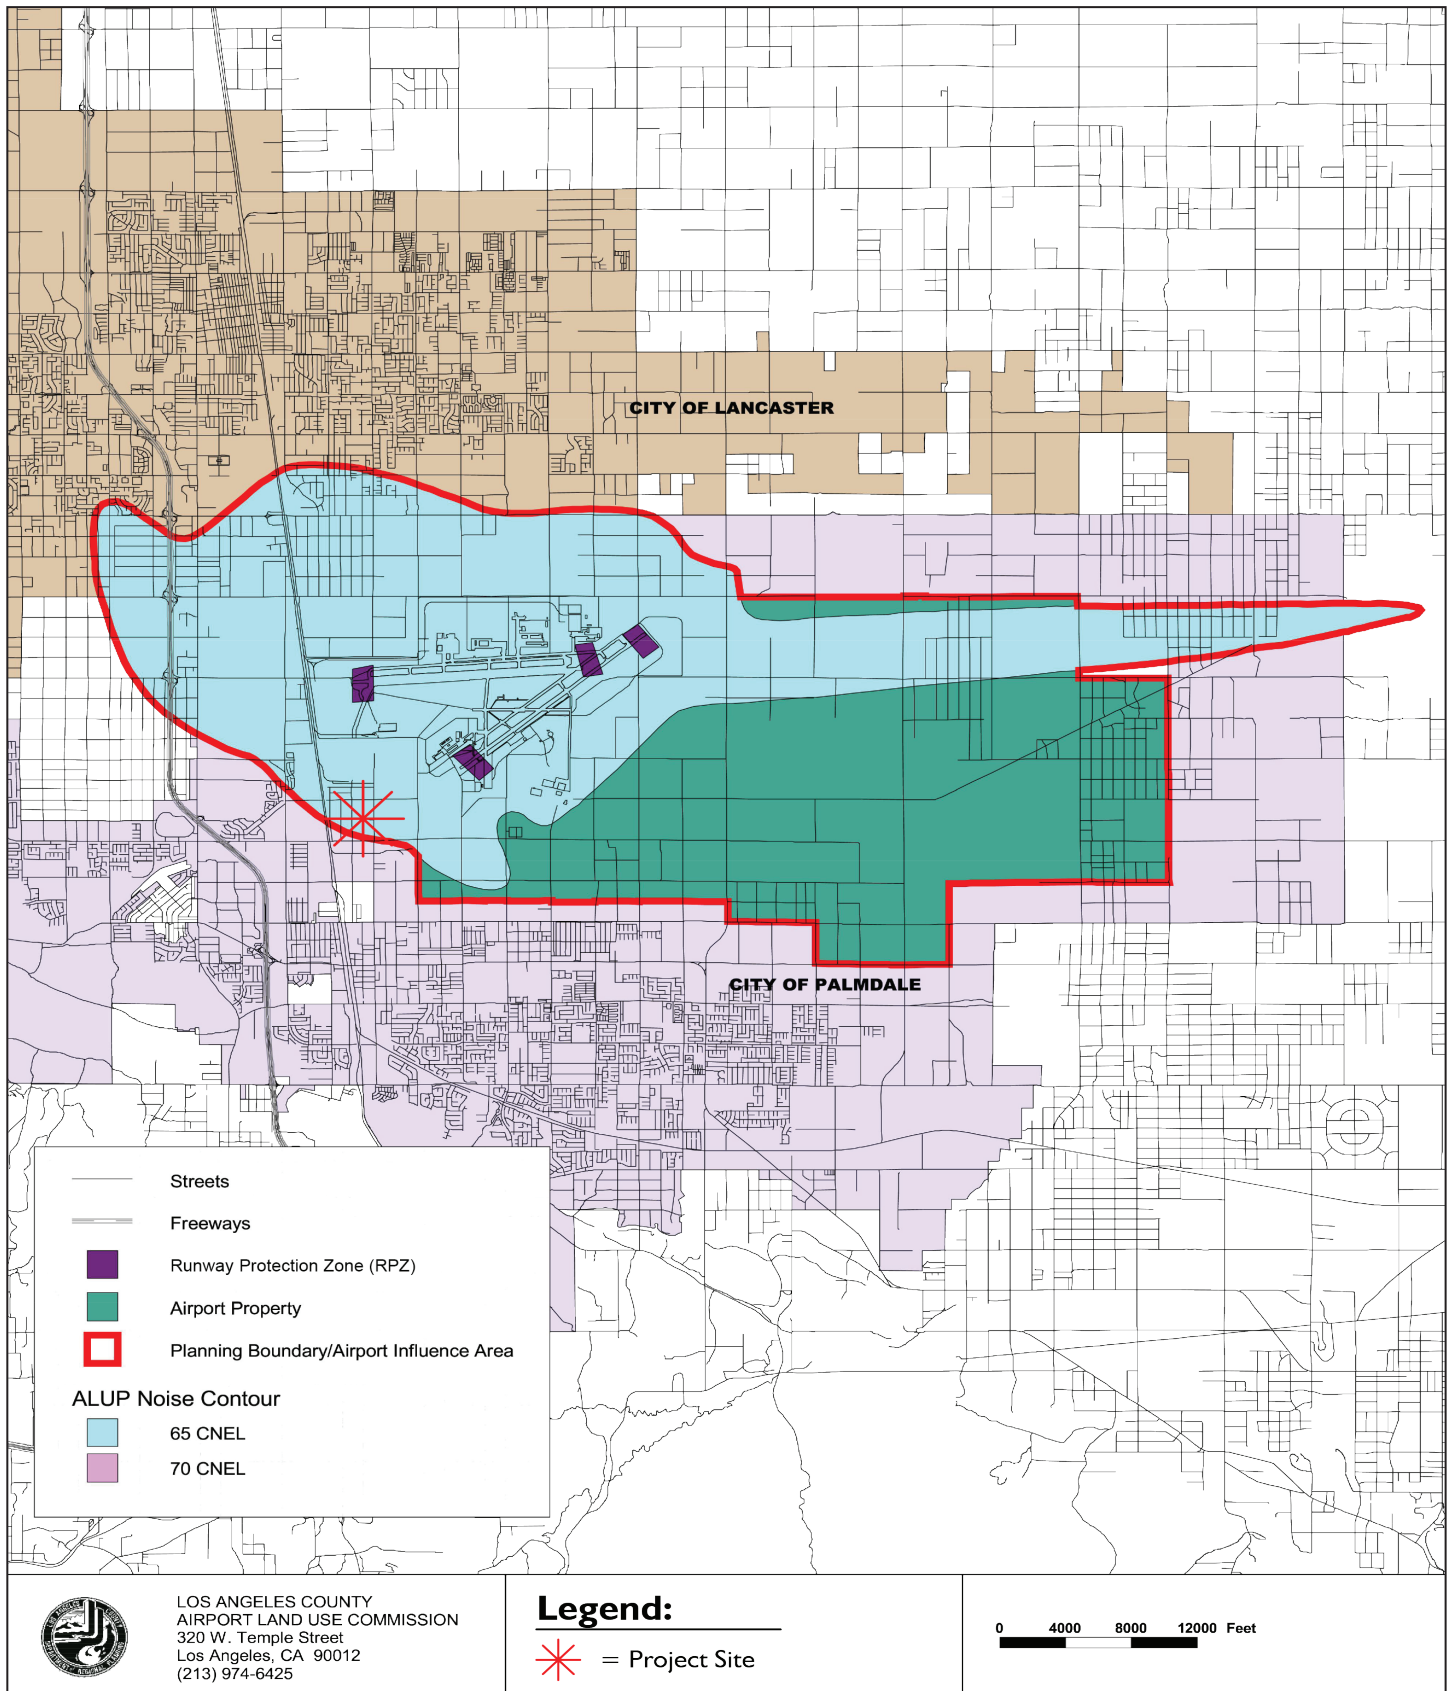 CITY OF LANCASTER
CITY OF PALMDALE
Streets
Freeways
Runway Protection Zone (RPZ)
Airport Property
Planning Boundary/Airport Influence Area
ALUP Noise Contour
65 CNEL
70 CNEL
LOS ANGELES COUNTY
AIRPORT LAND USE COMMISSION
320 W. Temple Street
Los Angeles, CA 90012
(213) 974-6425
Legend:
= Project Site
0 4000 8000 12000 Feet